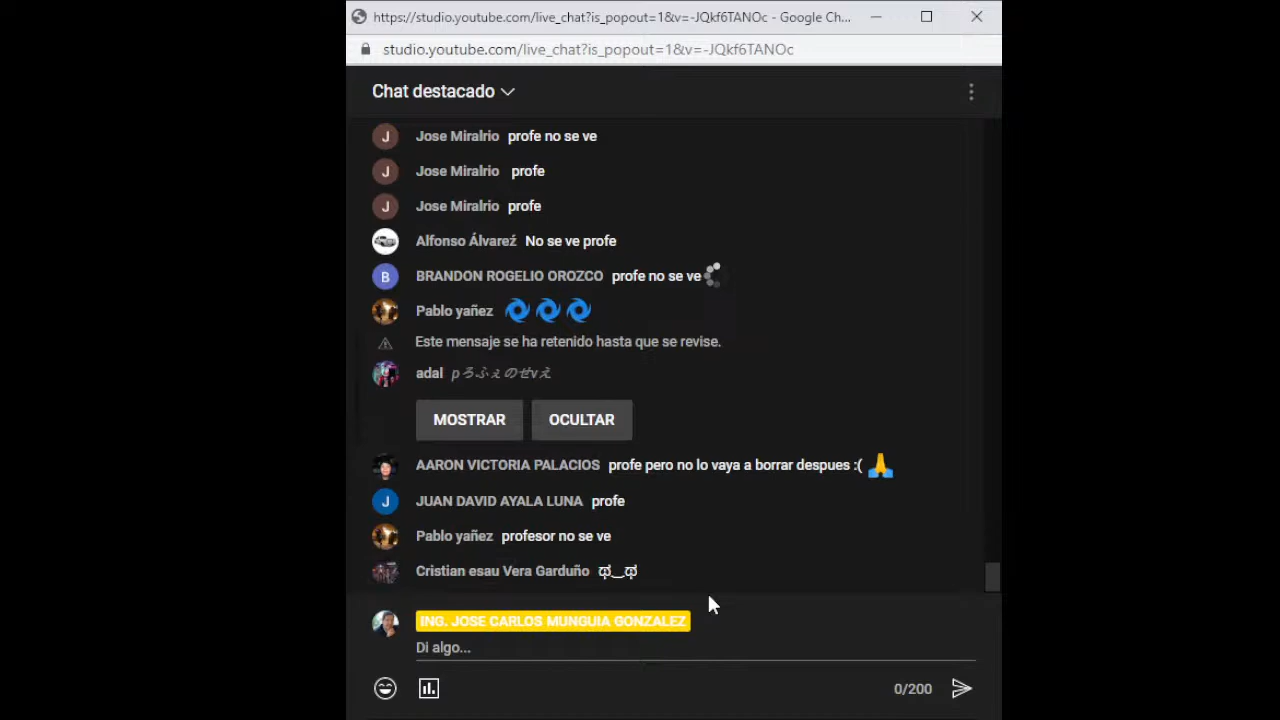 https://studio.youtube.com/live_chat?is_popout=1&v=-JQkf6TANOc - Google Ch...
studio.youtube.com/live_chat?is_popout=1&v=-JQkf6TANOc
Chat destacado
J Jose Miralrio profe no se ve
J Jose Miralrio profe
J Jose Miralrio profe
Alfonso Álvarez No se ve profe
B BRANDON ROGELIO OROZCO profe no se ve
Pablo yañez 🌀🌀🌀
Este mensaje se ha retenido hasta que se revise.
adal pろふぇのせvえ
MOSTRAR OCULTAR
AARON VICTORIA PALACIOS profe pero no lo vaya a borrar despues :( 🙏
J JUAN DAVID AYALA LUNA profe
Pablo yañez profesor no se ve
Cristian esau Vera Garduño ಥ‿ಥ
ING. JOSE CARLOS MUNGUIA GONZALEZ
Di algo...
0/200